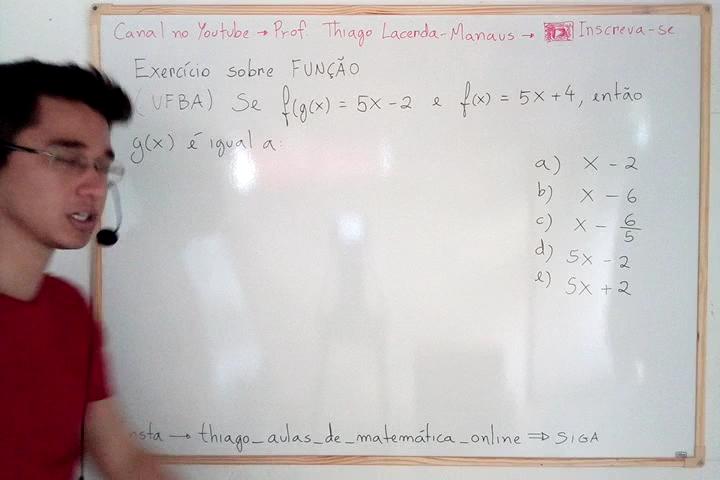 Canal no Youtube → Prof. Thiago Lacerda-Manaus → Inscreva-se
Exercício sobre FUNÇÃO
(UFBA) Se f(g(x) = 5x - 2 e f(x) = 5x + 4, então
g(x) é igual a:
a) x - 2
b) x - 6
c) x - 6/5
d) 5x - 2
e) 5x + 2
→ thiago_aulas_de_matemática_online ⇒ SIGA